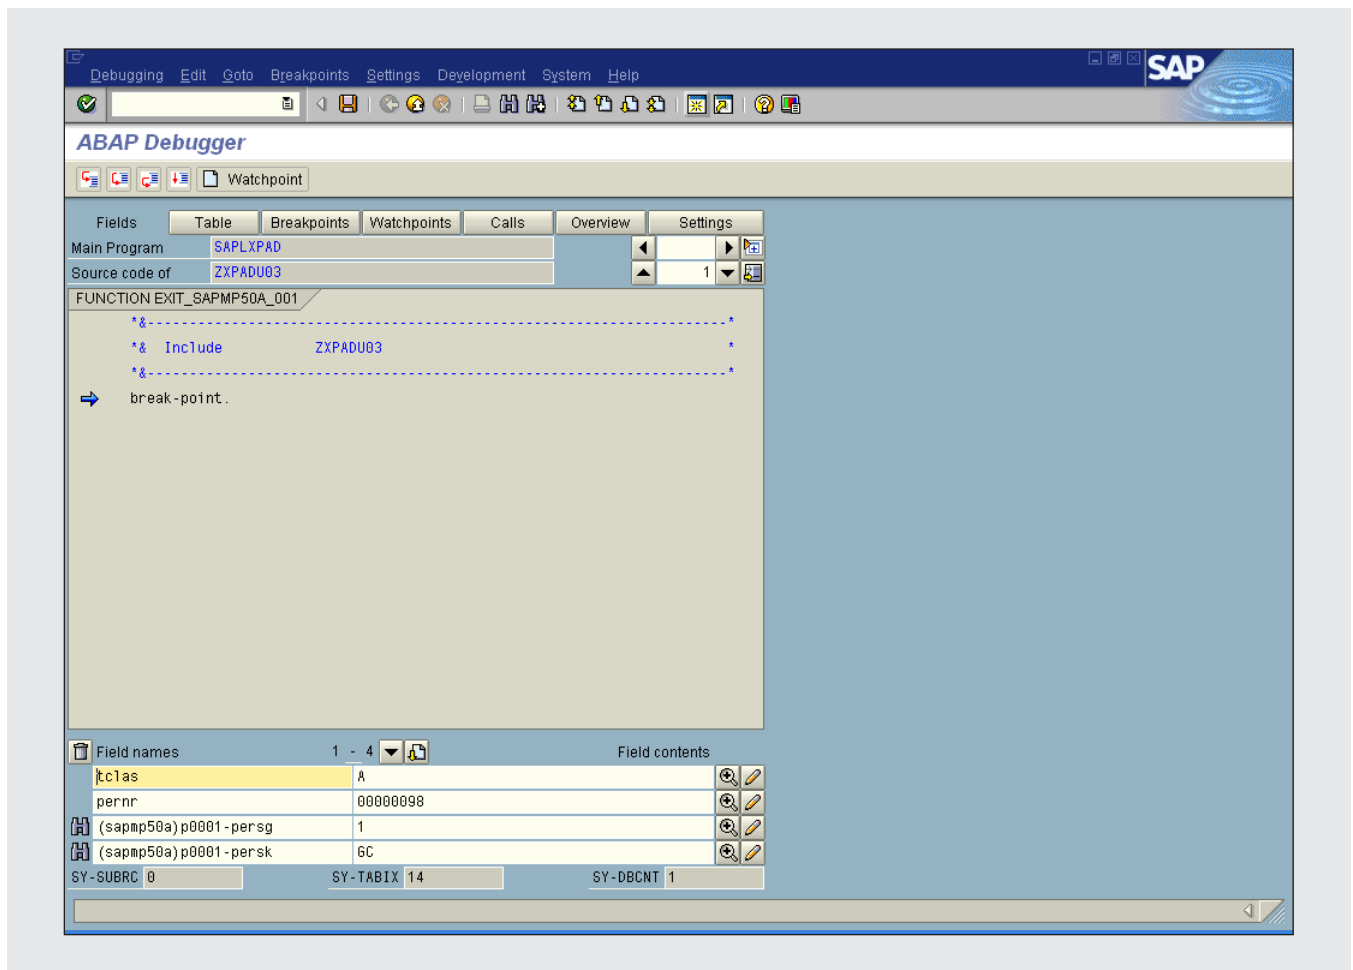 SAP
Debugging Edit Goto Breakpoints Settings Development System Help
ABAP Debugger
Watchpoint
Fields Table Breakpoints Watchpoints Calls Overview Settings
Main Program SAPLXPAD
Source code of ZXPADU03 1
FUNCTION EXIT_SAPMP50A_001
*&---------------------------------------------------------------------*
*& Include ZXPADU03 *
*&---------------------------------------------------------------------*
break-point.
Field names 1 - 4 Field contents
tclas A
pernr 00000098
(sapmp50a)p0001-persg 1
(sapmp50a)p0001-persk GC
SY-SUBRC 0 SY-TABIX 14 SY-DBCNT 1